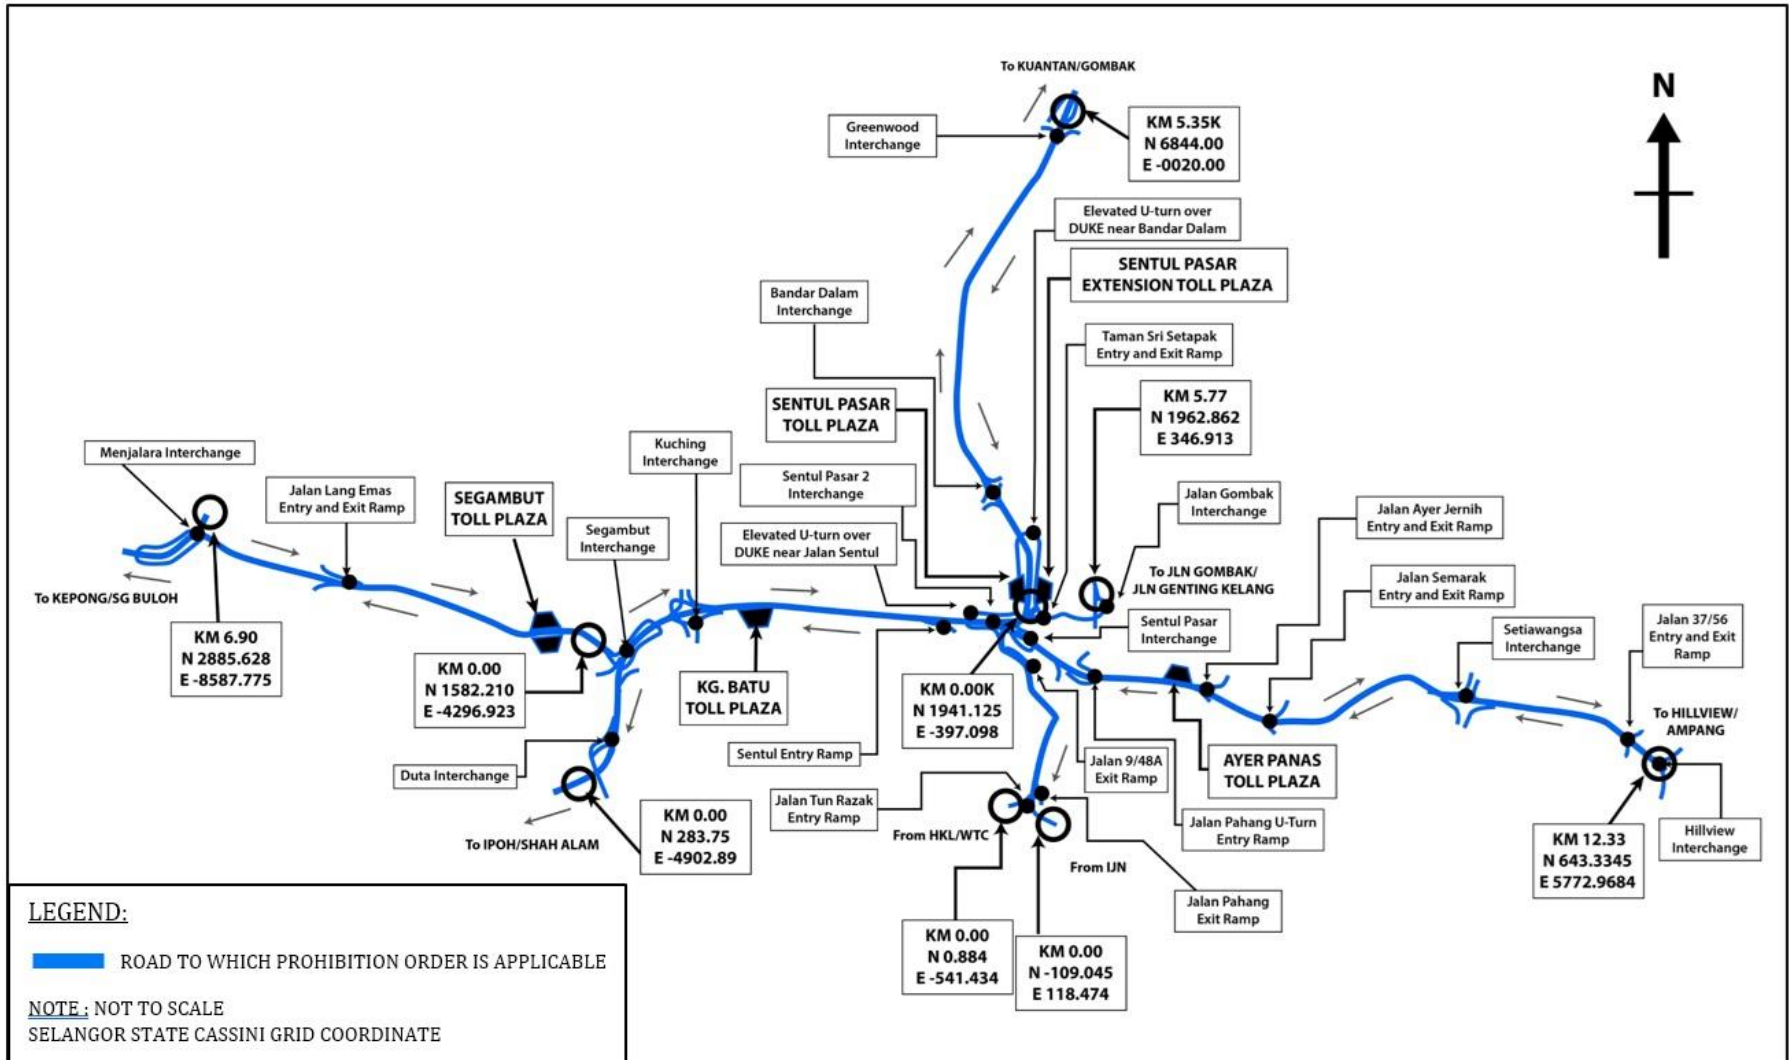 To KUANTAN/GOMBAK
N
Greenwood
Interchange
KM 5.35K
N 6844.00
E -0020.00
Elevated U-turn over
DUKE near Bandar Dalam
SENTUL PASAR
EXTENSION TOLL PLAZA
Bandar Dalam
Interchange
Taman Sri Setapak
Entry and Exit Ramp
SENTUL PASAR
TOLL PLAZA
KM 5.77
N 1962.862
E 346.913
Menjalara Interchange
Kuching
Interchange
Jalan Lang Emas
Entry and Exit Ramp
SEGAMBUT
TOLL PLAZA
Sentul Pasar 2
Interchange
Jalan Gombak
Interchange
Jalan Ayer Jernih
Entry and Exit Ramp
Segambut
Interchange
Elevated U-turn over
DUKE near Jalan Sentul
To JLN GOMBAK/
JLN GENTING KELANG
Jalan Semarak
Entry and Exit Ramp
To KEPONG/SG BULOH
KM 6.90
N 2885.628
E -8587.775
Sentul Pasar
Interchange
Setiawangsa
Interchange
Jalan 37/56
Entry and Exit
Ramp
KM 0.00
N 1582.210
E -4296.923
KG. BATU
TOLL PLAZA
KM 0.00K
N 1941.125
E -397.098
To HILLVIEW/
AMPANG
Sentul Entry Ramp
Duta Interchange
Jalan 9/48A
Exit Ramp
AYER PANAS
TOLL PLAZA
Jalan Tun Razak
Entry Ramp
KM 0.00
N 283.75
E -4902.89
To IPOH/SHAH ALAM
From HKL/WTC
Jalan Pahang U-Turn
Entry Ramp
KM 12.33
N 643.3345
E 5772.9684
Hillview
Interchange
From IJN
Jalan Pahang
Exit Ramp
KM 0.00
N 0.884
E -541.434
KM 0.00
N -109.045
E 118.474
LEGEND:
ROAD TO WHICH PROHIBITION ORDER IS APPLICABLE
NOTE : NOT TO SCALE
SELANGOR STATE CASSINI GRID COORDINATE